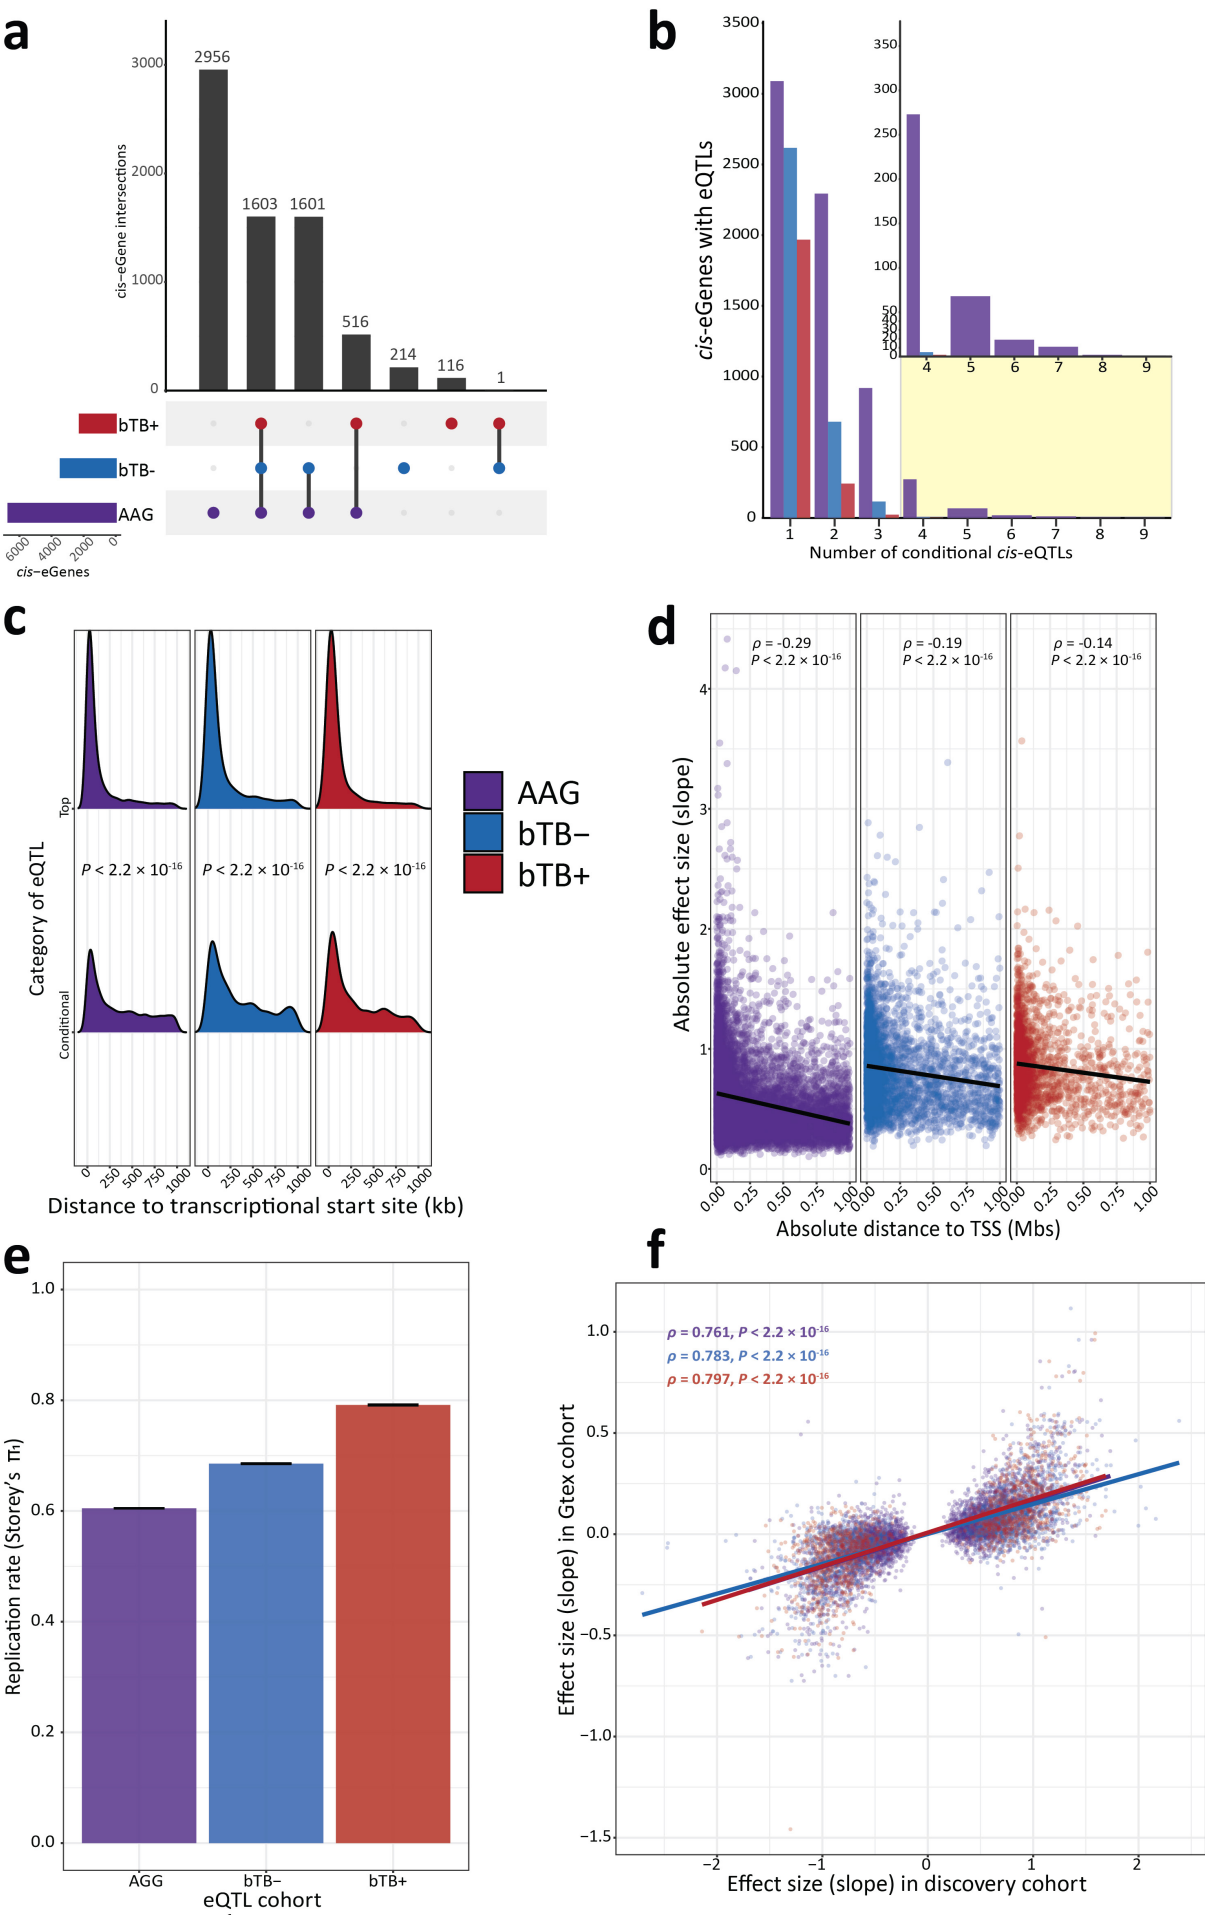 a
cis−eGene intersections
3000
2000
1000
0
2956
1603
1601
516
214
116
1
bTB+
bTB-
AAG
6000
4000
2000
0
cis−eGenes
b
cis-eGenes with eQTLs
3500
3000
2500
2000
1500
1000
500
0
350
300
250
200
150
100
50
40
30
20
10
0
4 5 6 7 8 9
1 2 3 4 5 6 7 8 9
Number of conditional cis-eQTLs
c
Category of eQTL
Top
Conditional
P < 2.2 × 10-16
P < 2.2 × 10-16
P < 2.2 × 10-16
0 250 500 750 1000
0 250 500 750 1000
0 250 500 750 1000
Distance to transcriptional start site (kb)
AAG
bTB−
bTB+
d
Absolute effect size (slope)
4
3
2
1
0
ρ = -0.29
P < 2.2 × 10-16
ρ = -0.19
P < 2.2 × 10-16
ρ = -0.14
P < 2.2 × 10-16
0.00 0.25 0.50 0.75 1.00
0.00 0.25 0.50 0.75 1.00
0.00 0.25 0.50 0.75 1.00
Absolute distance to TSS (Mbs)
e
Replication rate (Storey's π1)
1.0
0.8
0.6
0.4
0.2
0.0
AGG bTB− bTB+
eQTL cohort
f
Effect size (slope) in Gtex cohort
1.0
0.5
0.0
−0.5
−1.0
−1.5
ρ = 0.761, P < 2.2 × 10-16
ρ = 0.783, P < 2.2 × 10-16
ρ = 0.797, P < 2.2 × 10-16
−2 −1 0 1 2
Effect size (slope) in discovery cohort